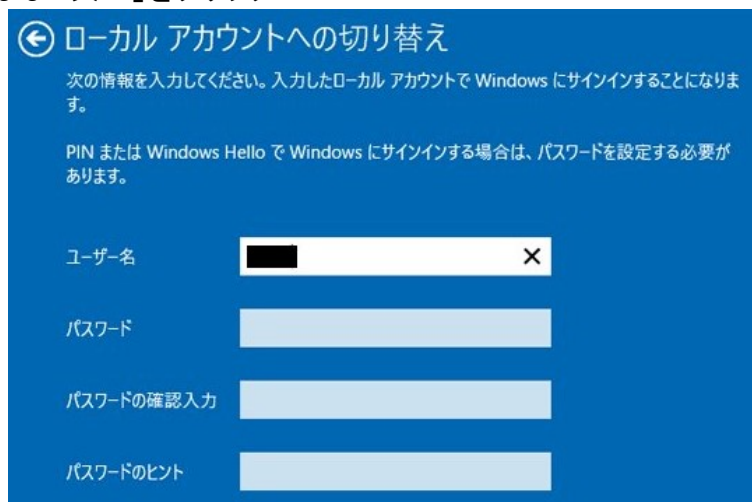 ローカル アカウントへの切り替え
次の情報を入力してください。入力したローカル アカウントで Windows にサインインすることになりま
す。
PIN または Windows Hello で Windows にサインインする場合は、パスワードを設定する必要が
あります。
ユーザー名
パスワード
パスワードの確認入力
パスワードのヒント